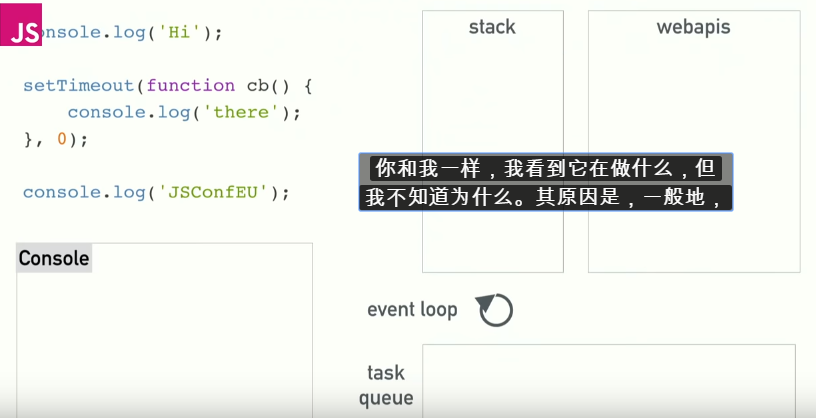 JS
console.log('Hi');
setTimeout(function cb() {
console.log('there');
}, 0);
console.log('JSConfEU');
Console
stack
webapis
你和我一样，我看到它在做什么，但
我不知道为什么。其原因是，一般地，
event loop
task
queue